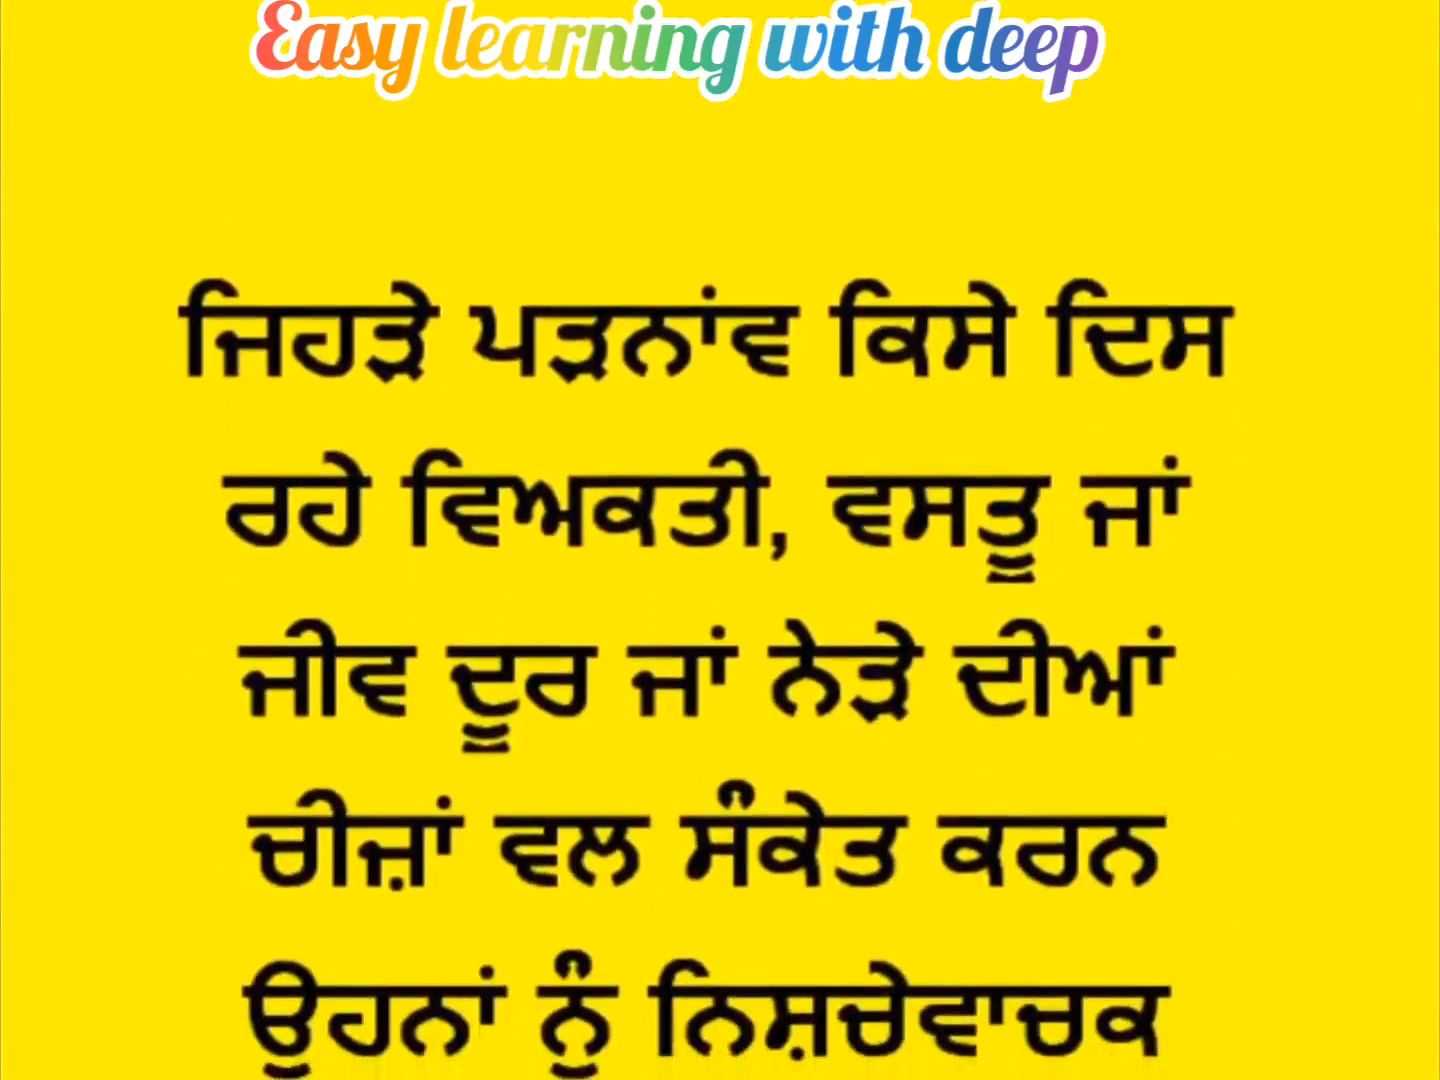 Easy learning with deep
ਜਿਹੜੇ ਪੜਨਾਂਵ ਕਿਸੇ ਦਿਸ
ਰਹੇ ਵਿਅਕਤੀ, ਵਸਤੂ ਜਾਂ
ਜੀਵ ਦੂਰ ਜਾਂ ਨੇੜੇ ਦੀਆਂ
ਚੀਜ਼ਾਂ ਵਲ ਸੰਕੇਤ ਕਰਨ
ਉਹਨਾਂ ਨੂੰ ਨਿਸ਼ਚੇਵਾਚਕ